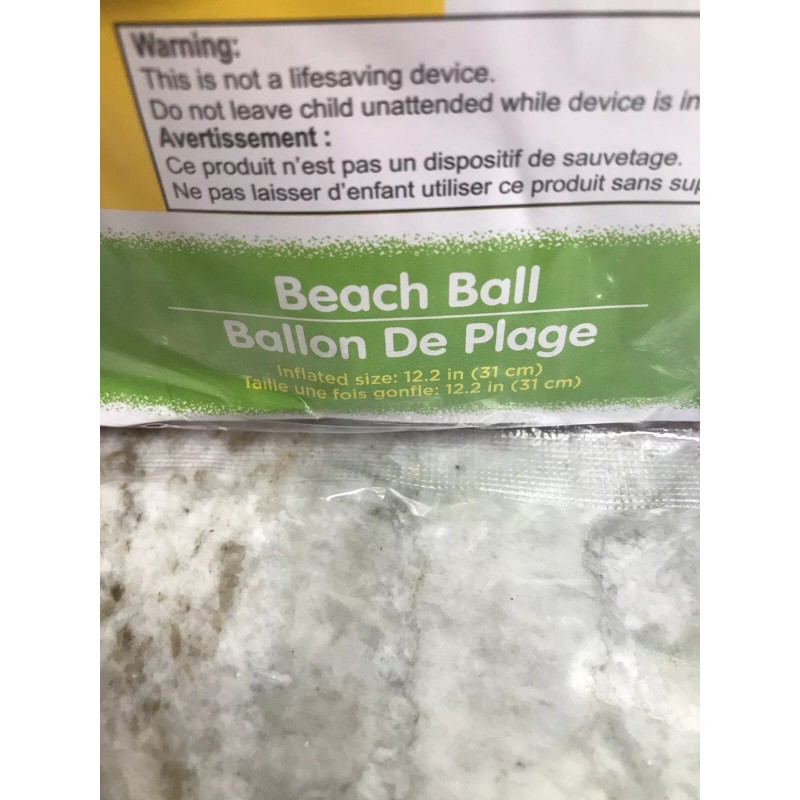 Warning:
This is not a lifesaving device.
Do not leave child unattended while device is in
Avertissement :
Ce produit n'est pas un dispositif de sauvetage.
Ne pas laisser d'enfant utiliser ce produit sans
Beach Ball
Ballon De Plage
Inflated size: 12.2 in (31 cm)
Taille une fois gonfle: 12.2 in (31 cm)